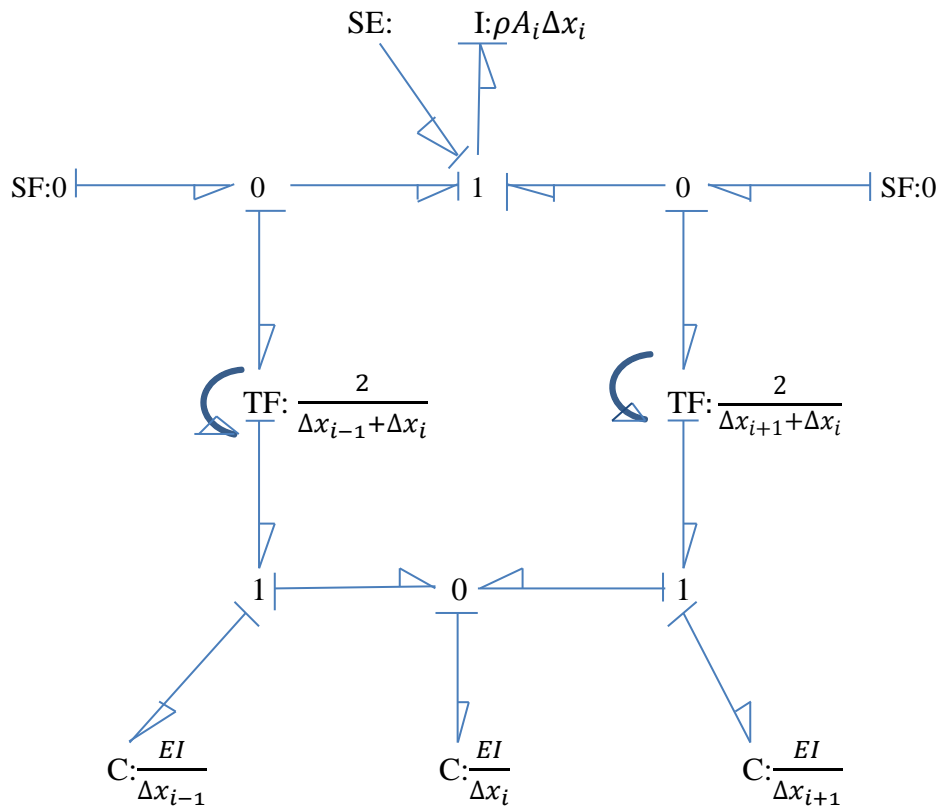 SE: I:ρA_iΔx_i
SF:0 0 1 0 SF:0
TF: 2/(Δx_{i-1}+Δx_i) TF: 2/(Δx_{i+1}+Δx_i)
1 0 1
C: EI/Δx_{i-1} C: EI/Δx_i C: EI/Δx_{i+1}